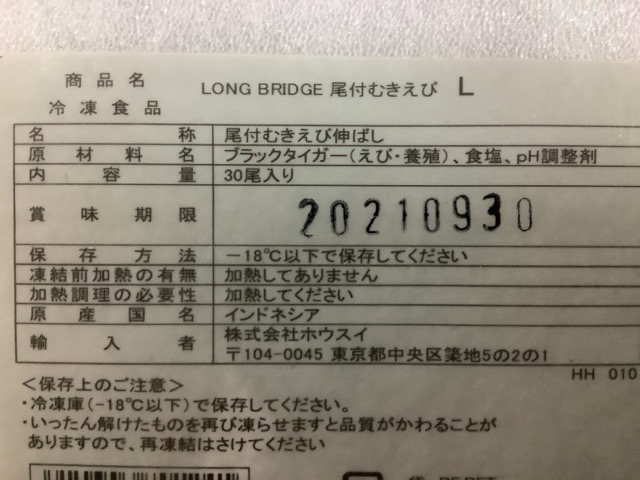 商品名 LONG BRIDGE 尾付むきえび L
冷凍食品
名称 尾付むきえび伸ばし
原材料名 ブラックタイガー(えび・養殖)、食塩、pH調整剤
内容量 30尾入り
賞味期限 20210930
保存方法 −18℃以下で保存してください
凍結前加熱の有無 加熱してありません
加熱調理の必要性 加熱してください
原産国名 インドネシア
輸入者 株式会社ホウスイ
〒104-0045 東京都中央区築地5の2の1
HH 010
<保存上のご注意>
・冷凍庫(-18℃以下)で保存してください。
・いったん解けたものを再び凍らせますと品質がかわることが
ありますので、再凍結はさけてください